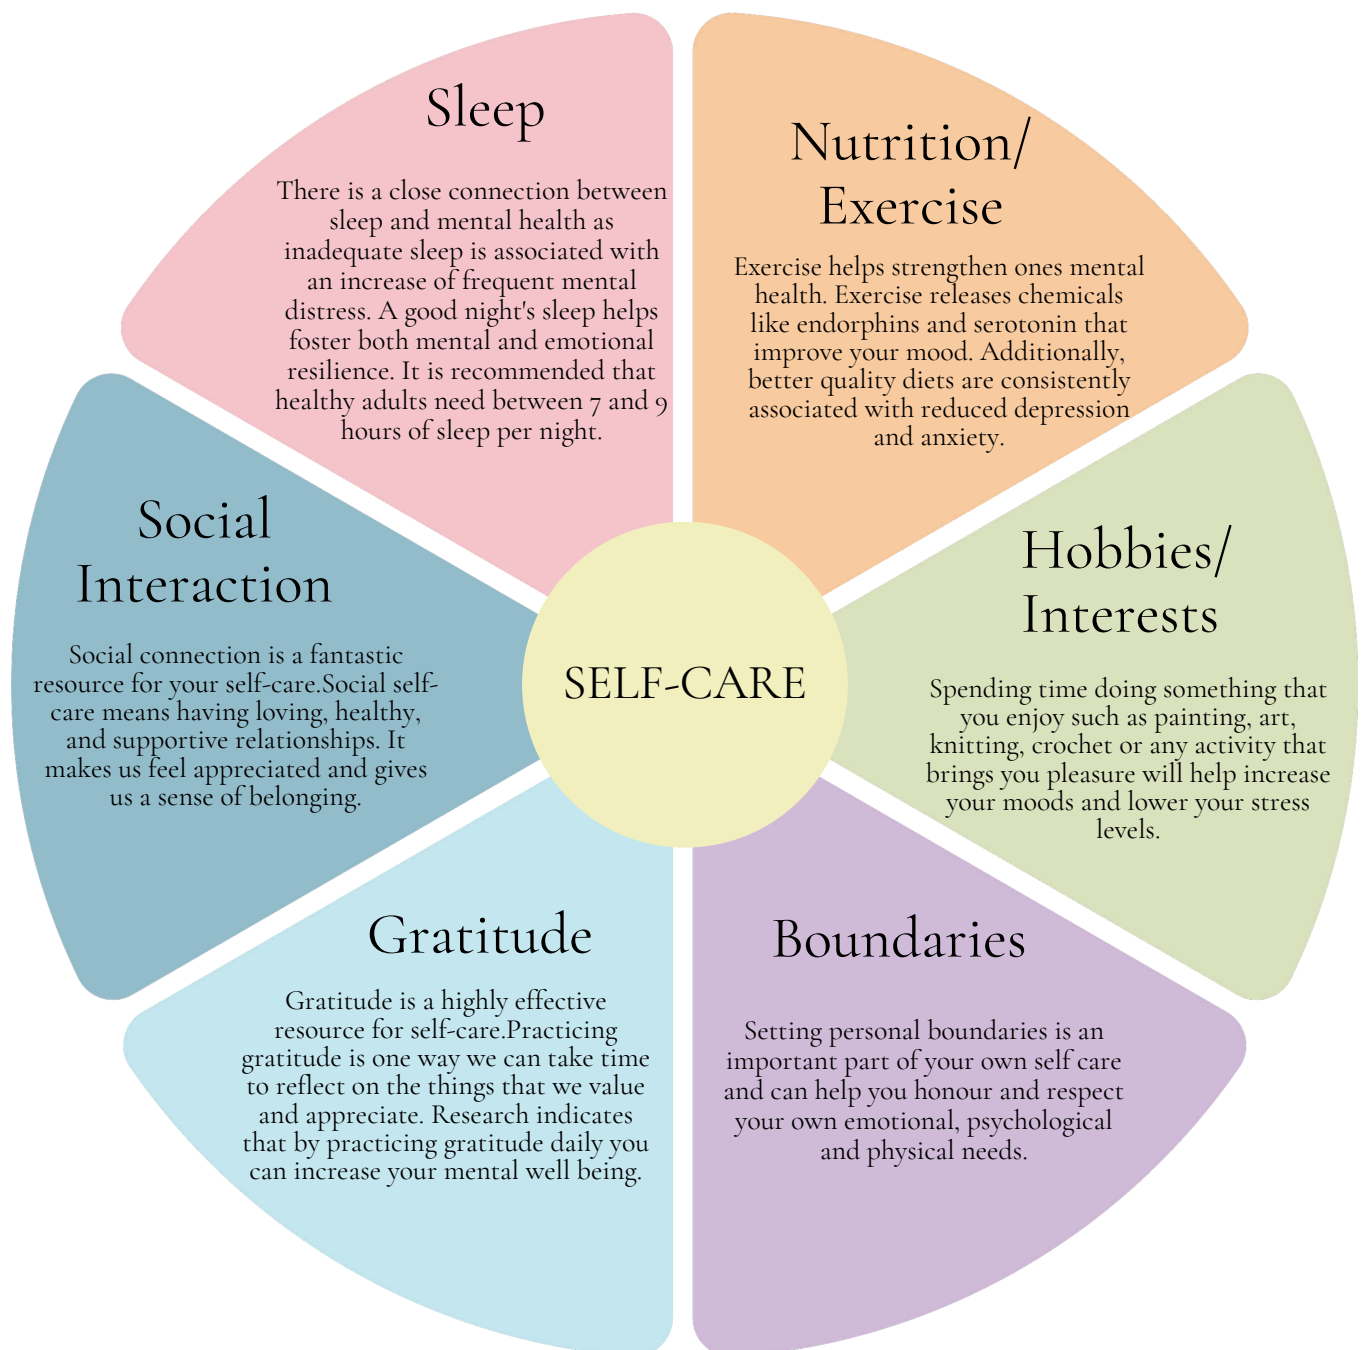 Sleep
There is a close connection between
sleep and mental health as
inadequate sleep is associated with
an increase of frequent mental
distress. A good night's sleep helps
foster both mental and emotional
resilience. It is recommended that
healthy adults need between 7 and 9
hours of sleep per night.
Nutrition/
Exercise
Exercise helps strengthen ones mental
health. Exercise releases chemicals
like endorphins and serotonin that
improve your mood. Additionally,
better quality diets are consistently
associated with reduced depression
and anxiety.
Social
Interaction
Social connection is a fantastic
resource for your self-care.Social self-
care means having loving, healthy,
and supportive relationships. It
makes us feel appreciated and gives
us a sense of belonging.
SELF-CARE
Hobbies/
Interests
Spending time doing something that
you enjoy such as painting, art,
knitting, crochet or any activity that
brings you pleasure will help increase
your moods and lower your stress
levels.
Gratitude
Gratitude is a highly effective
resource for self-care.Practicing
gratitude is one way we can take time
to reflect on the things that we value
and appreciate. Research indicates
that by practicing gratitude daily you
can increase your mental well being.
Boundaries
Setting personal boundaries is an
important part of your own self care
and can help you honour and respect
your own emotional, psychological
and physical needs.